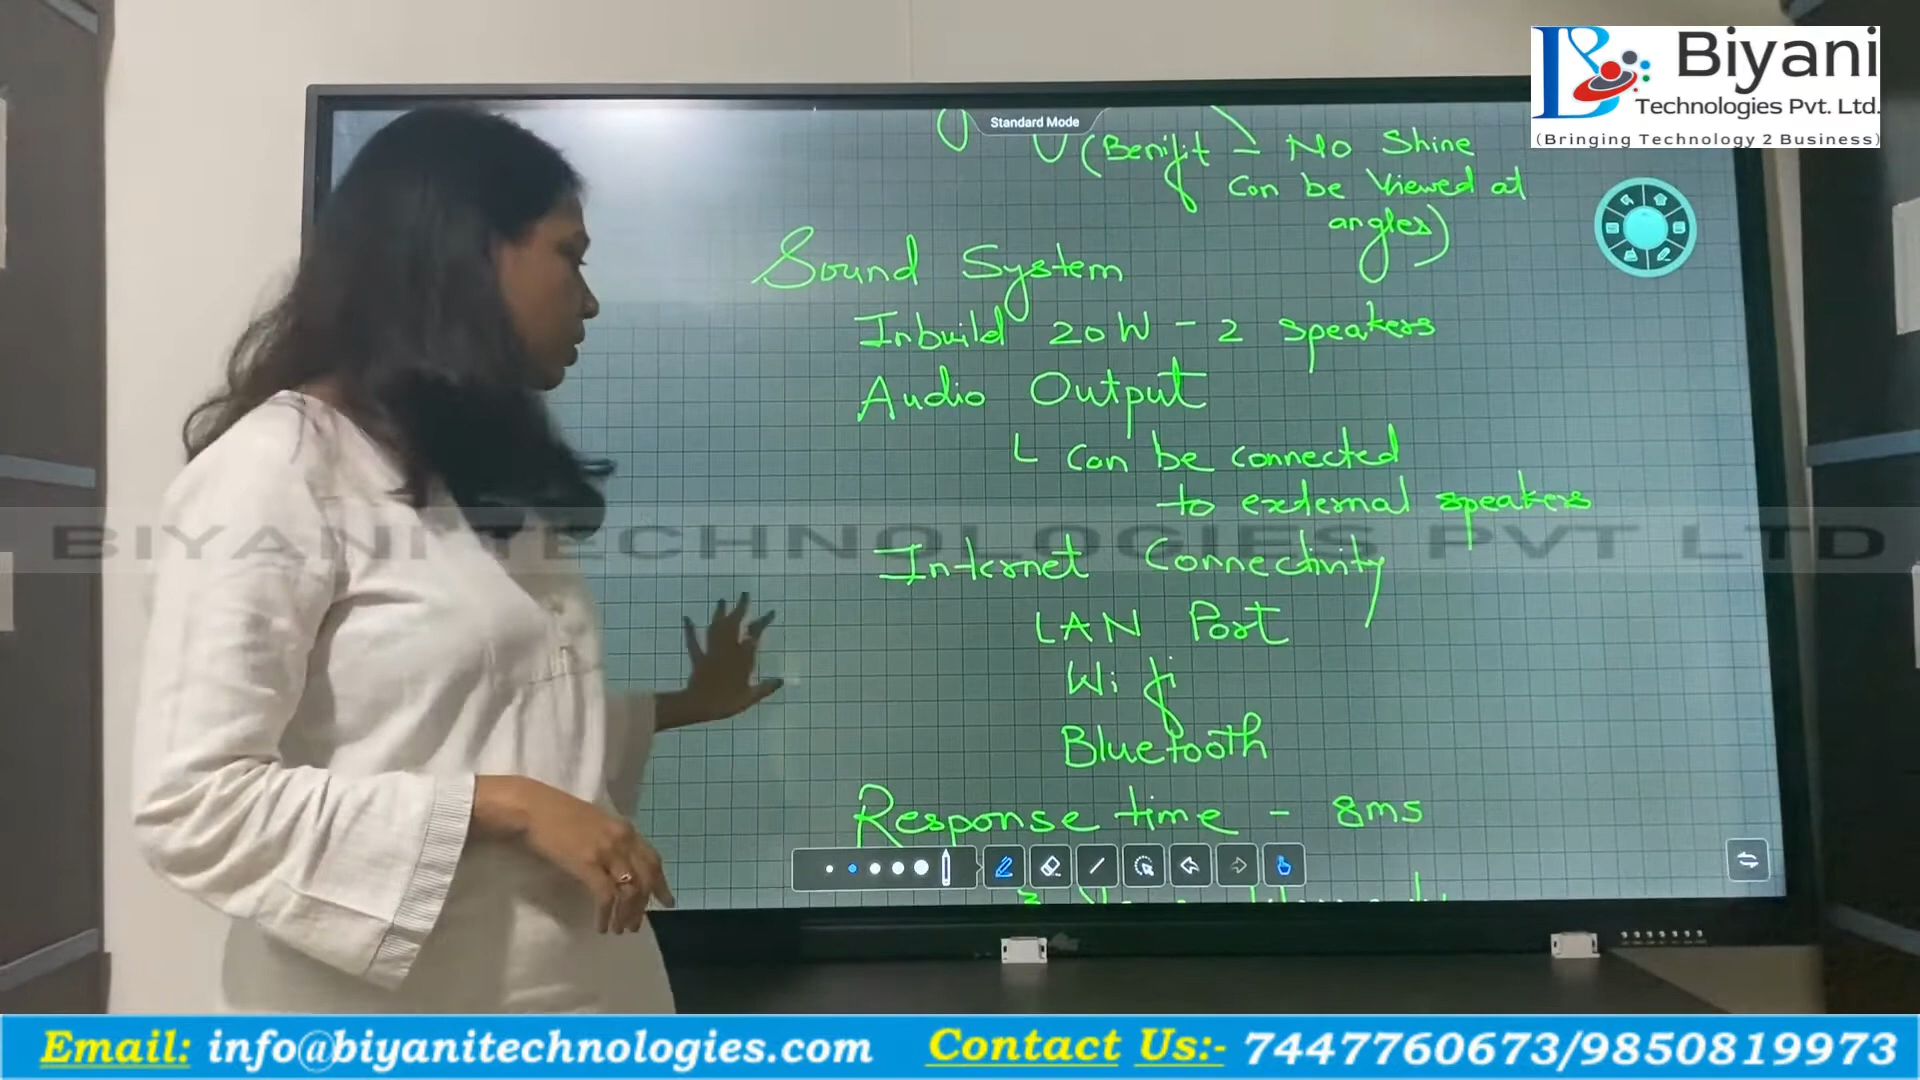 Biyani
Technologies Pvt. Ltd.
(Bringing Technology 2 Business)
Standard Mode
(Benifit - No Shine
Can be Viewed at
angles)
Sound System
Inbuild 20W - 2 speakers
Audio Output
Can be connected
to external speakers
BIYANI TECHNOLOGIES PVT LTD
Internet Connectivity
LAN Port
Wi fi
Bluetooth
Response time - 8ms
Email: info@biyanitechnologies.com Contact Us:- 7447760673/9850819973